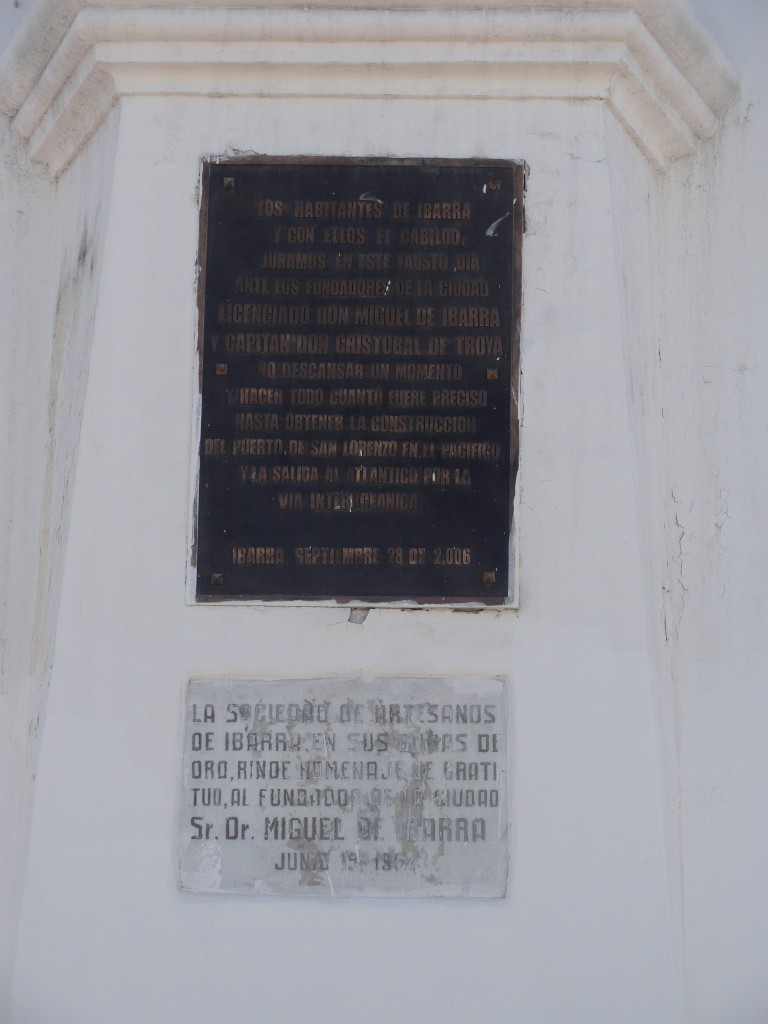 LOS HABITANTES DE IBARRA
Y CON ELLOS, EL CABILDO,
JURAMOS EN ESTE FAUSTO DIA
ANTE LOS FUNDADORES DE LA CIUDAD
LICENCIADO DON MIGUEL DE IBARRA
Y CAPITAN DON CRISTOBAL DE TROYA
NO DESCANSAR UN MOMENTO
Y HACER TODO CUANTO FUERE PRECISO
HASTA OBTENER LA CONSTRUCCION
DEL PUERTO, DE SAN LORENZO EN EL PACIFICO
Y LA SALIDA AL ATLANTICO POR LA
VIA INTEROCEANICA
IBARRA, SEPTIEMBRE 28 DE 2.006
LA SOCIEDAD DE ARTESANOS
DE IBARRA, EN SUS BODAS DE
ORO, RINDE HOMENAJE DE GRATI
TUD, AL FUNDADOR DE CIUDAD
Sr. Dr. MIGUEL DE IBARRA